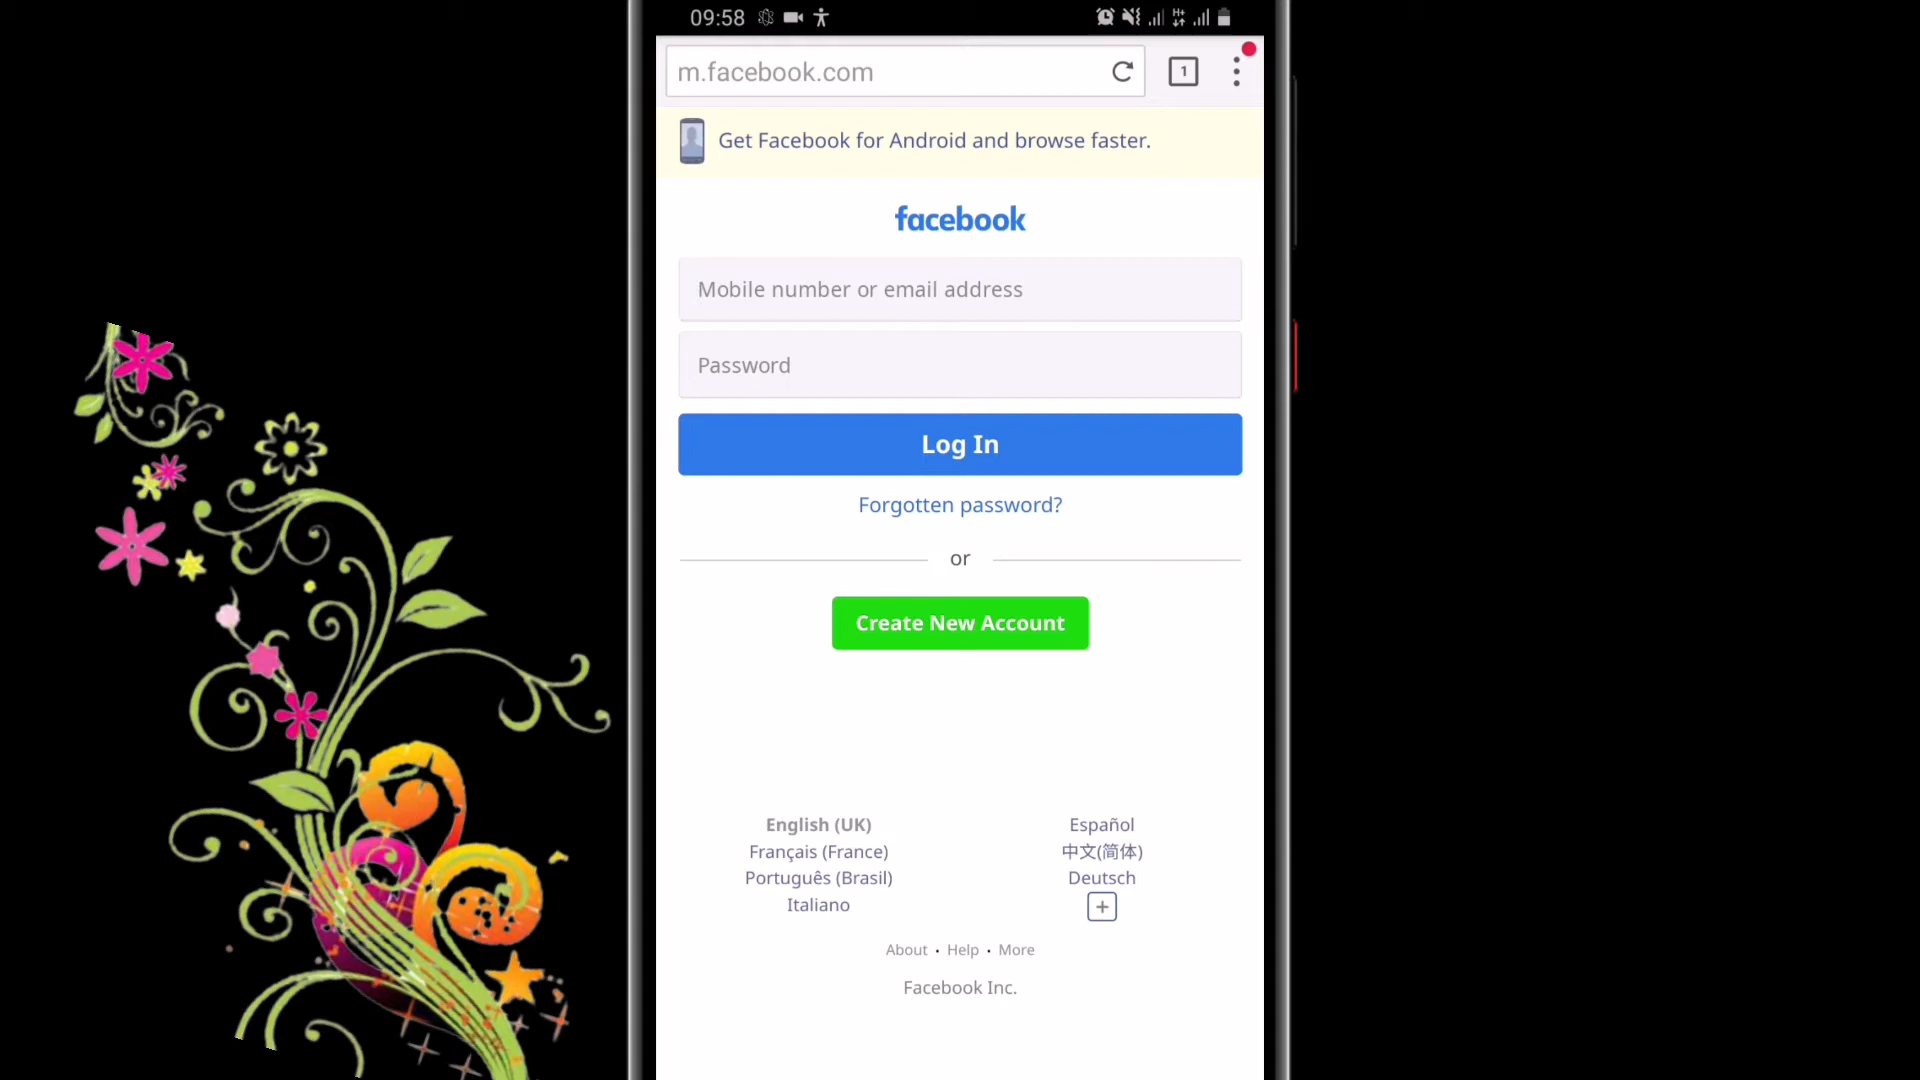 09:58
m.facebook.com
1
Get Facebook for Android and browse faster.
facebook
Mobile number or email address
Password
Log In
Forgotten password?
or
Create New Account
English (UK)
Español
Français (France)
中文(简体)
Português (Brasil)
Deutsch
Italiano
About · Help · More
Facebook Inc.